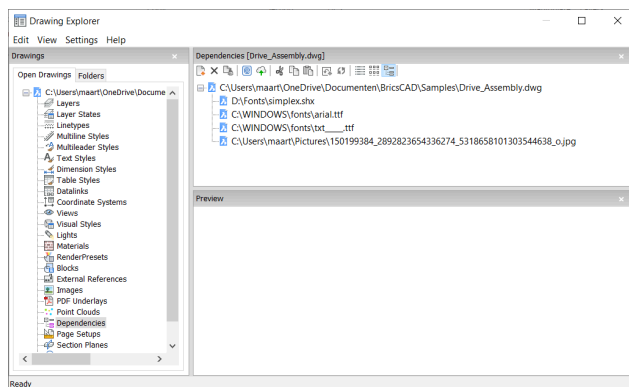 Drawing Explorer
Edit View Settings Help
Drawings
Open Drawings Folders
C:\Users\maart\OneDrive\Docume
Layers
Layer States
Linetypes
Multiline Styles
Multileader Styles
Text Styles
Dimension Styles
Table Styles
Datalinks
Coordinate Systems
Views
Visual Styles
Lights
Materials
RenderPresets
Blocks
External References
Images
PDF Underlays
Point Clouds
Dependencies
Page Setups
Section Planes
Dependencies [Drive_Assembly.dwg]
C:\Users\maart\OneDrive\Documenten\BricsCAD\Samples\Drive_Assembly.dwg
D:\Fonts\simplex.shx
C:\WINDOWS\fonts\arial.ttf
C:\WINDOWS\fonts\txt____.ttf
C:\Users\maart\Pictures\150199384_2892823654336274_5318658101303544638_o.jpg
Preview
Ready